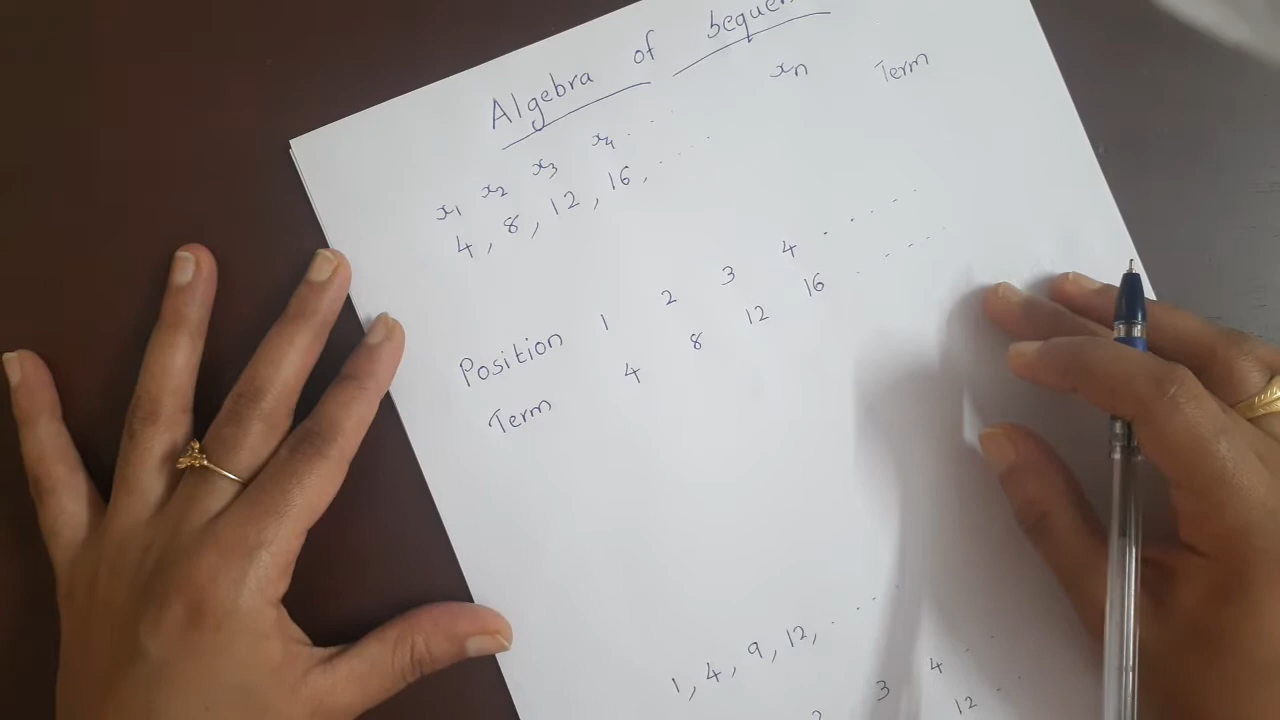 Algebra of
xn Term
x1 x2 x3 x4 . . .
4 , 8 , 12 , 16 , . . . .
Position 1 2 3 4 . . . . .
Term 4 8 12 16 . . . . .
1 , 4 , 9 , 12 , . . . .
2 3 4 .
12 . .